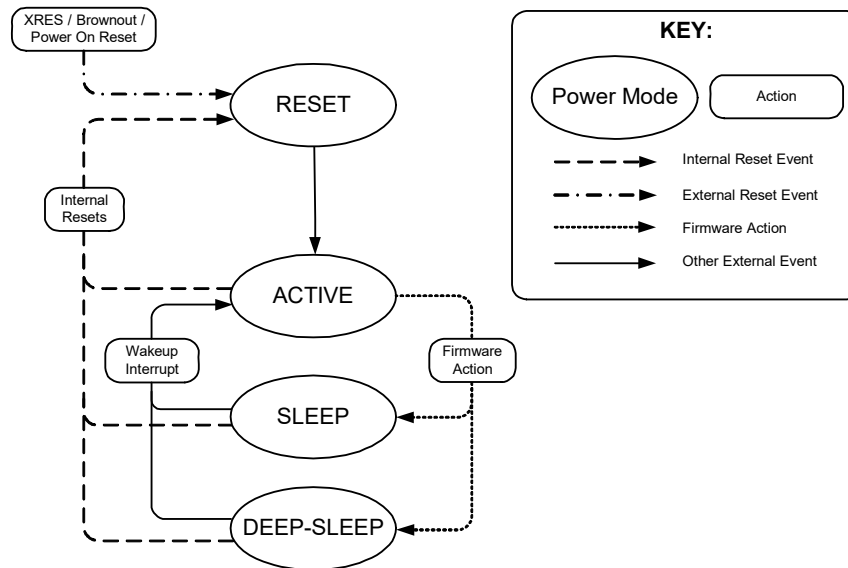 XRES / Brownout /
Power On Reset
KEY:
Power Mode
Action
RESET
Internal Reset Event
External Reset Event
Internal
Resets
Firmware Action
Other External Event
ACTIVE
Wakeup
Interrupt
Firmware
Action
SLEEP
DEEP-SLEEP